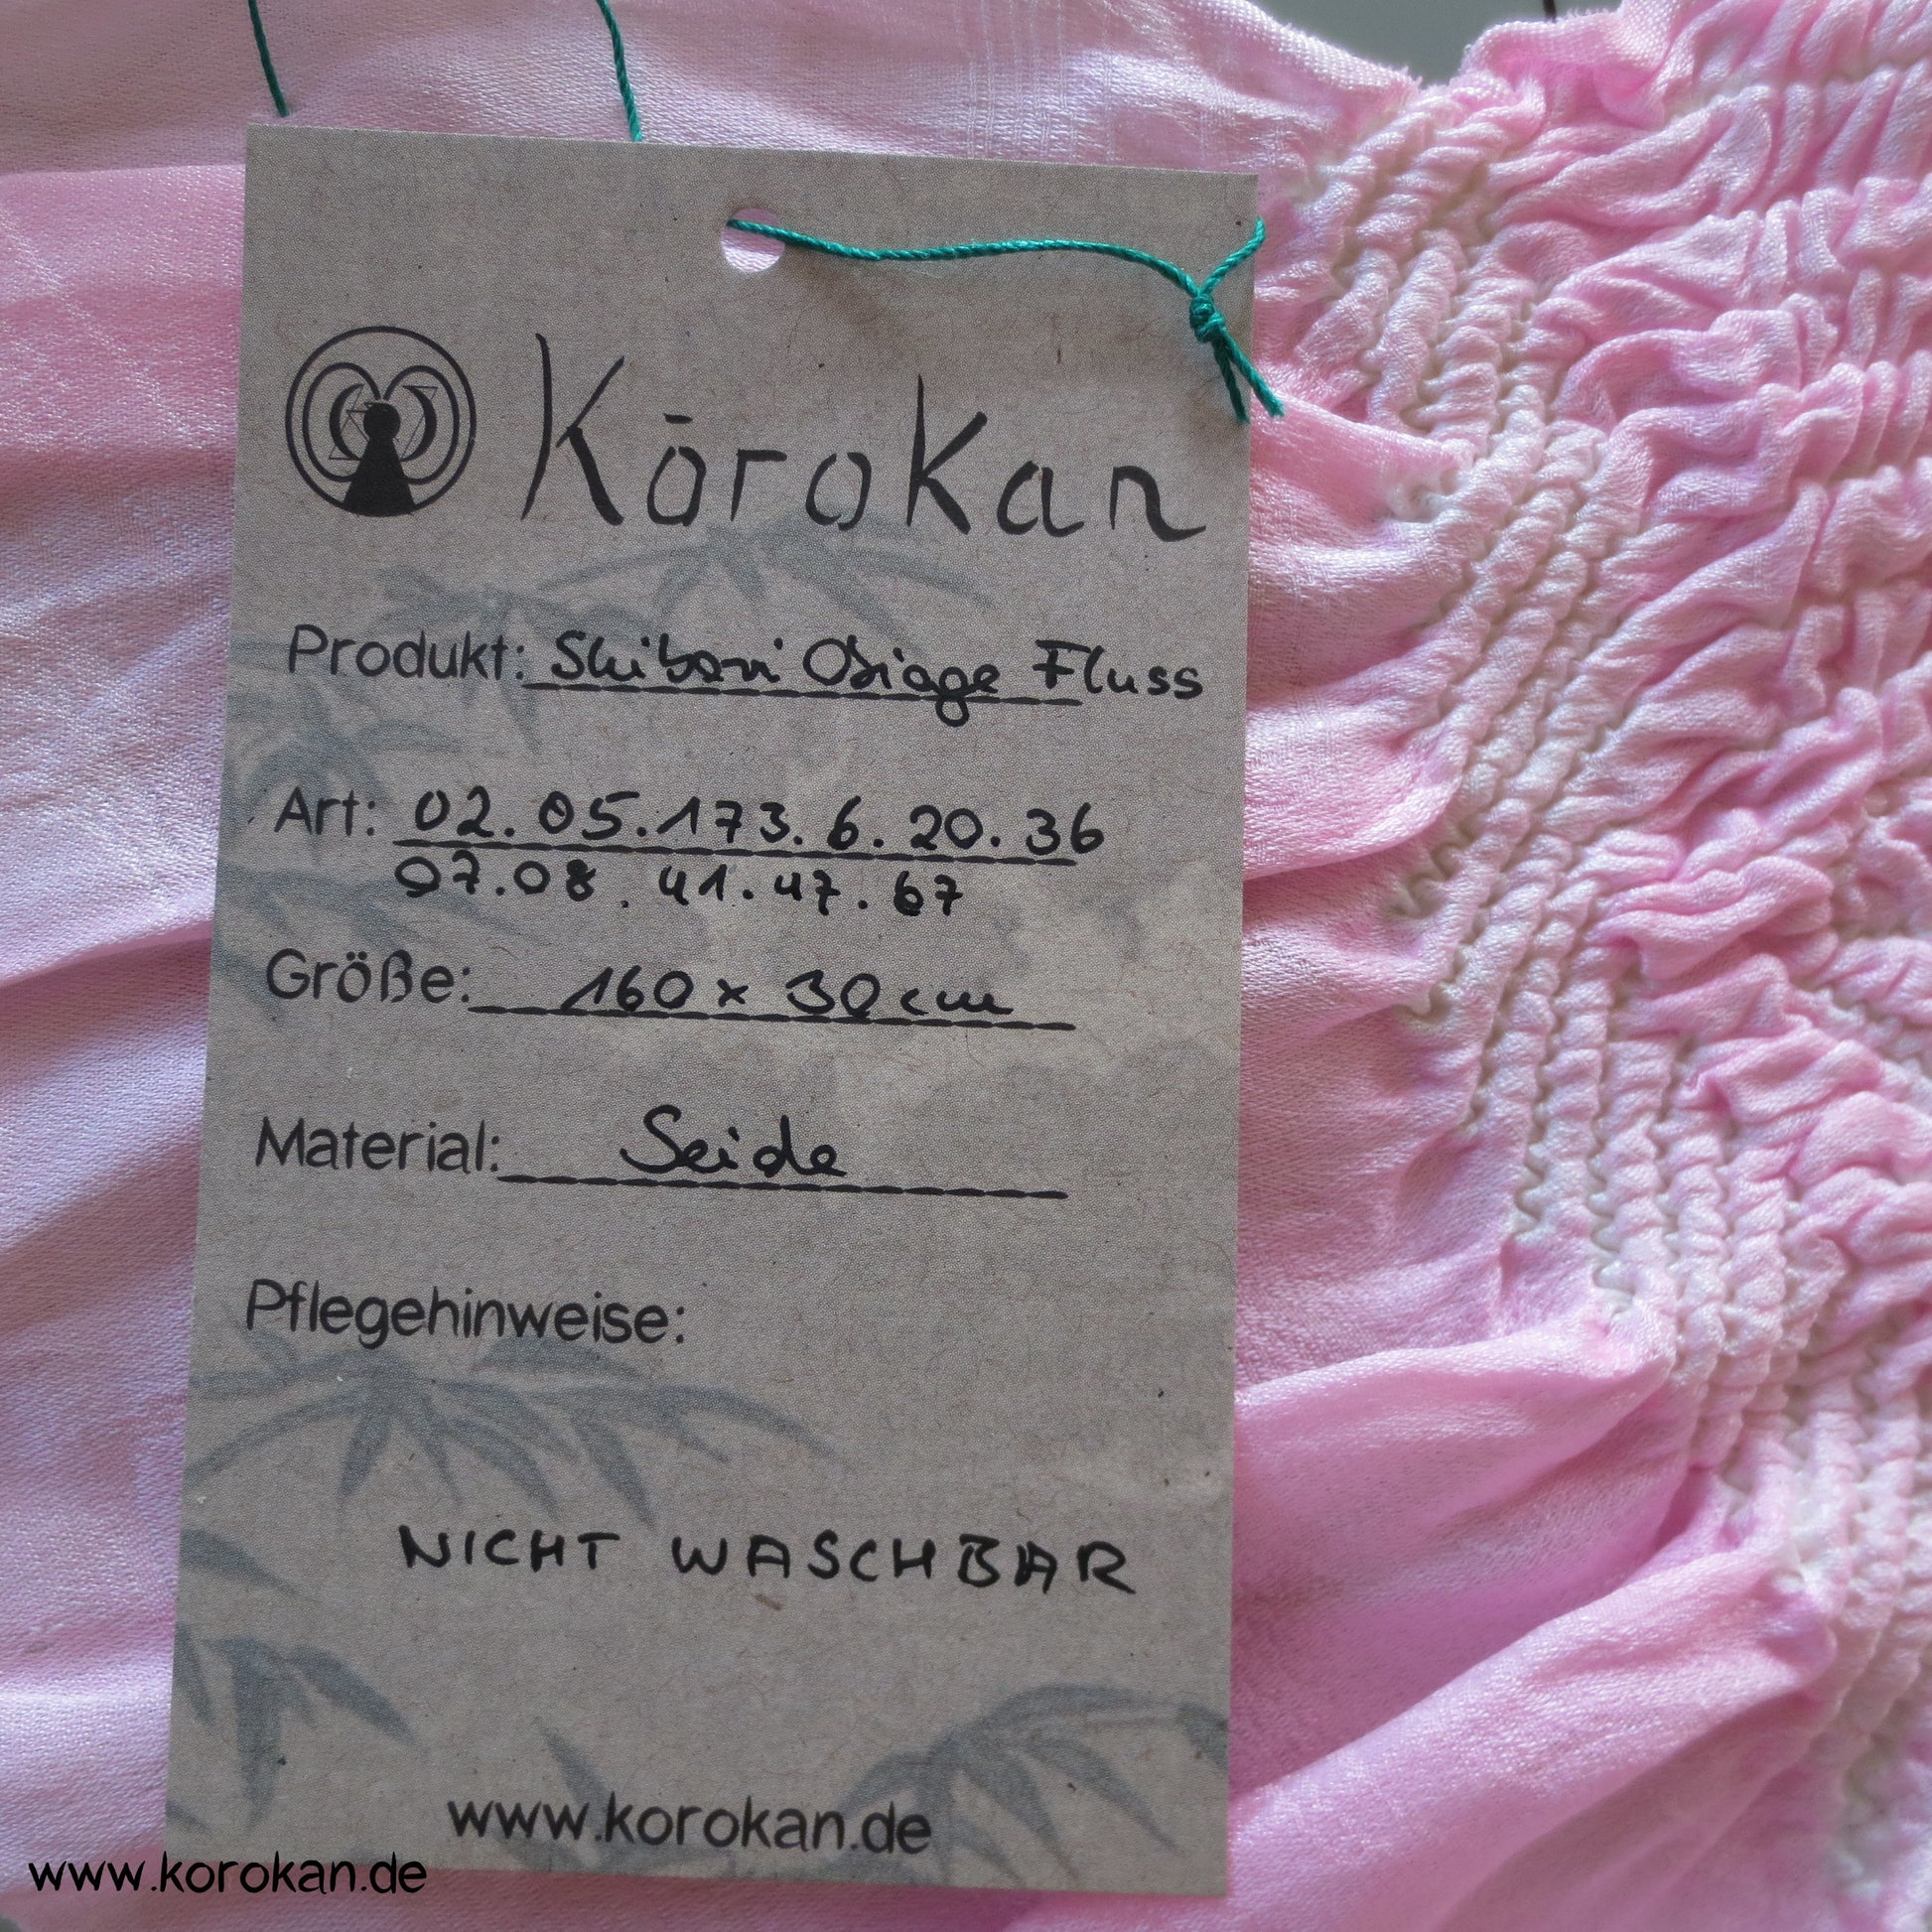 Kōrokan
Produkt: Shibori Obiage Fluss
Art: 02.05.173.6.20.36
07.08.41.47.67
Größe: 160 x 30 cm
Material: Seide
Pflegehinweise:
NICHT WASCHBAR
www.korokan.de
www.korokan.de